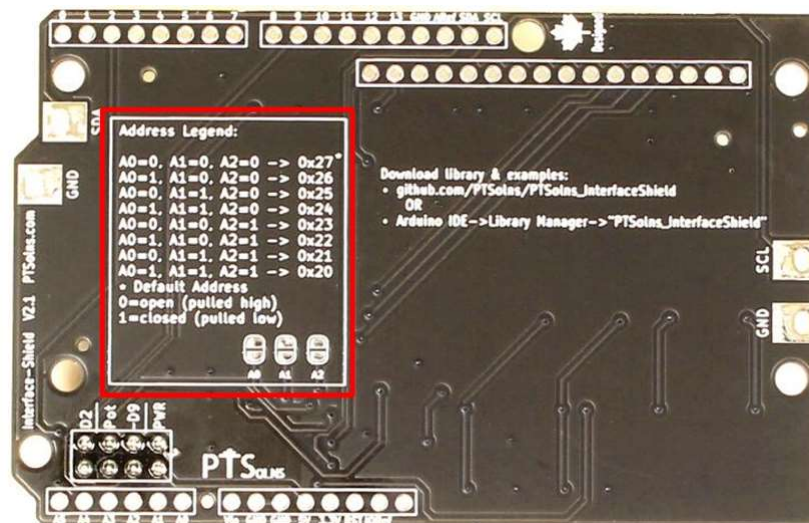 0 1 2 3 4 5 6 7
8 9 10 11 12 13 GND ARef SDA SCL
Designed
SDA
GND
Address Legend:
A0=0, A1=0, A2=0 -> 0x27*
A0=1, A1=0, A2=0 -> 0x26
A0=0, A1=1, A2=0 -> 0x25
A0=1, A1=1, A2=0 -> 0x24
A0=0, A1=0, A2=1 -> 0x23
A0=1, A1=0, A2=1 -> 0x22
A0=0, A1=1, A2=1 -> 0x21
A0=1, A1=1, A2=1 -> 0x20
* Default Address
0=open (pulled high)
1=closed (pulled low)
A0 A1 A2
Download library & examples:
• github.com/PTSolns/PTSolns_InterfaceShield
OR
• Arduino IDE->Library Manager->"PTSolns_InterfaceShield"
SCL
GND
Interface-Shield V2.1 PTSolns.com
D2 Pot D9 PWR
PTSOLNS